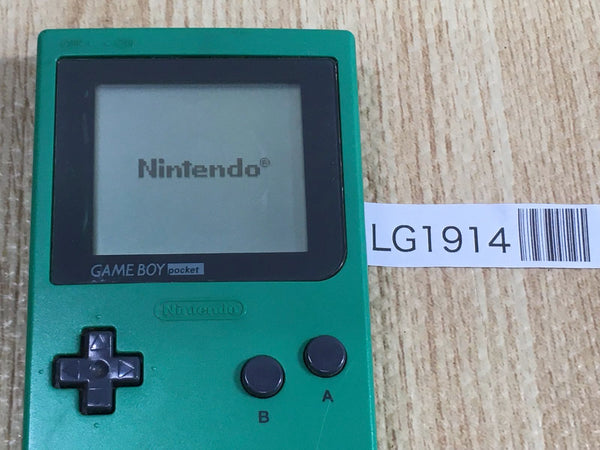 Nintendo®
GAME BOY pocket
Nintendo
LG1914
B
A